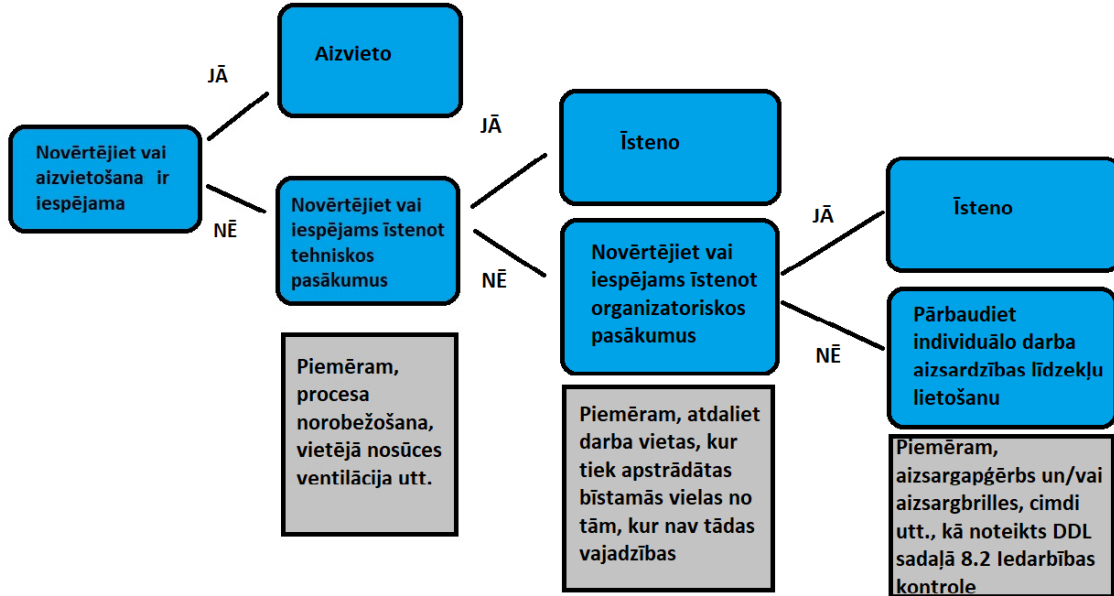 Aizvieto
JĀ
Novērtējiet vai
aizvietošana ir
iespējama
NĒ
Novērtējiet vai
iespējams īstenot
tehniskos
pasākumus
JĀ
Īsteno
NĒ
Novērtējiet vai
iespējams īstenot
organizatoriskos
pasākumus
JĀ
Īsteno
NĒ
Pārbaudiet
individuālo darba
aizsardzības līdzekļu
lietošanu
Piemēram,
procesa
norobežošana,
vietējā nosūces
ventilācija utt.
Piemēram, atdaliet
darba vietas, kur
tiek apstrādātas
bīstamās vielas no
tām, kur nav tādas
vajadzības
Piemēram,
aizsargapģērbs un/vai
aizsargbrilles, cimdi
utt., kā noteikts DDL
sadaļā 8.2 Iedarbības
kontrole